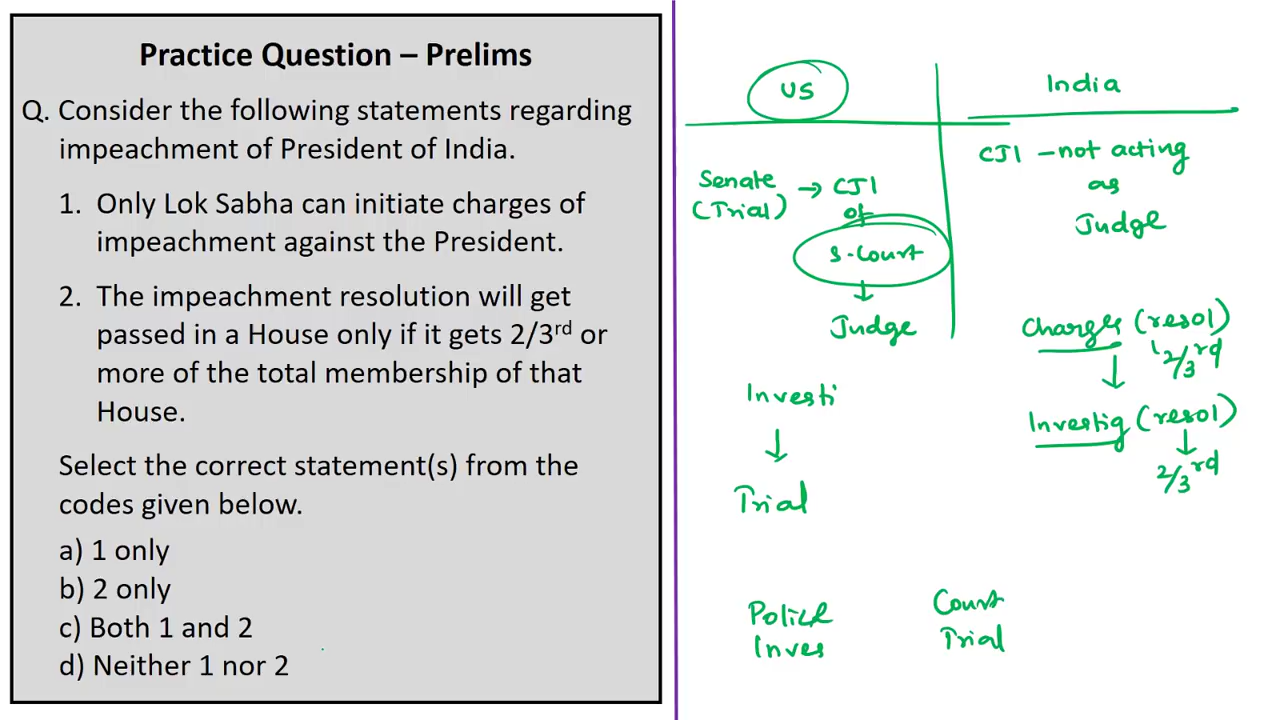 Practice Question – Prelims
Q. Consider the following statements regarding
impeachment of President of India.
1. Only Lok Sabha can initiate charges of
impeachment against the President.
2. The impeachment resolution will get
passed in a House only if it gets 2/3rd or
more of the total membership of that
House.
Select the correct statement(s) from the
codes given below.
a) 1 only
b) 2 only
c) Both 1 and 2
d) Neither 1 nor 2
US
Senate → CJI
(Trial) of
S.Court
↓
Judge
Investi
↓
Trial
Police
Inves
Court
Trial
India
CJI – not acting
as
Judge
Charges (resol)
↓ 2/3rd
Investig (resol)
↓
2/3rd